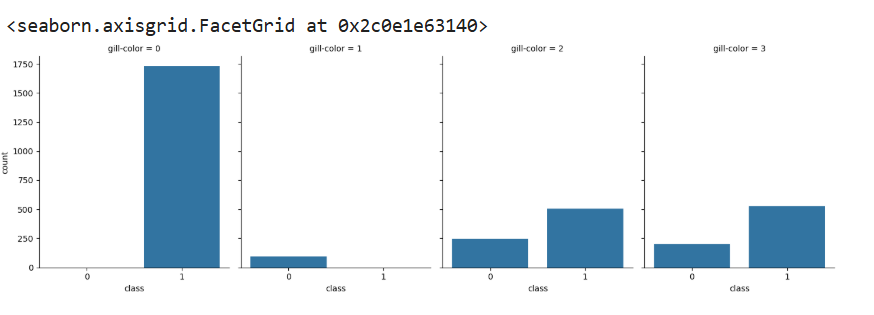 <seaborn.axisgrid.FacetGrid at 0x2c0e1e63140>
gill-color = 0 gill-color = 1 gill-color = 2 gill-color = 3
1750
1500
1250
1000
750
500
250
0
count
0 1 0 1 0 1 0 1
class class class class